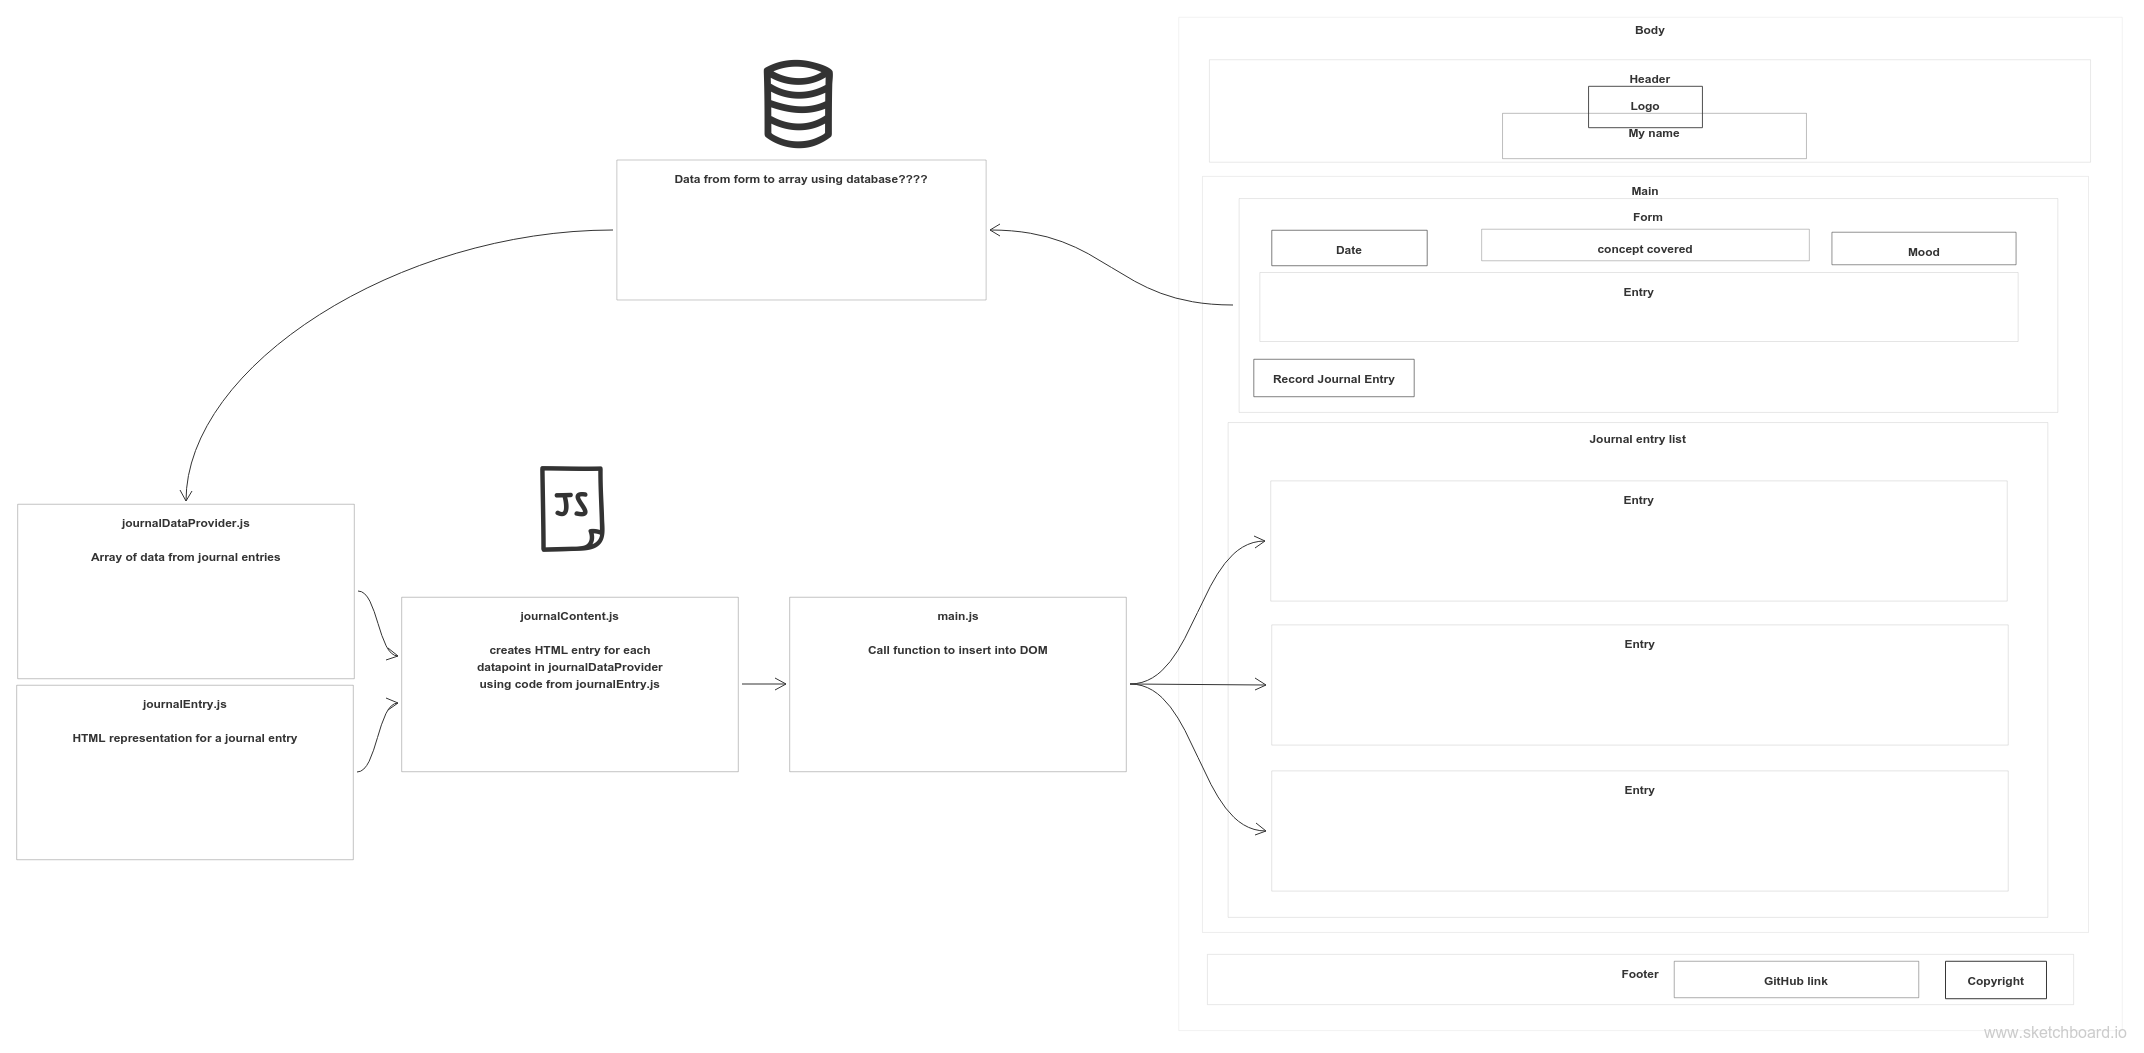 Body
Header
Logo
My name
Data from form to array using database????
Main
Form
Date
concept covered
Mood
Entry
Record Journal Entry
Journal entry list
Entry
Entry
Entry
JS
journalDataProvider.js
Array of data from journal entries
journalEntry.js
HTML representation for a journal entry
journalContent.js
creates HTML entry for each
datapoint in journalDataProvider
using code from journalEntry.js
main.js
Call function to insert into DOM
Footer
GitHub link
Copyright
www.sketchboard.io